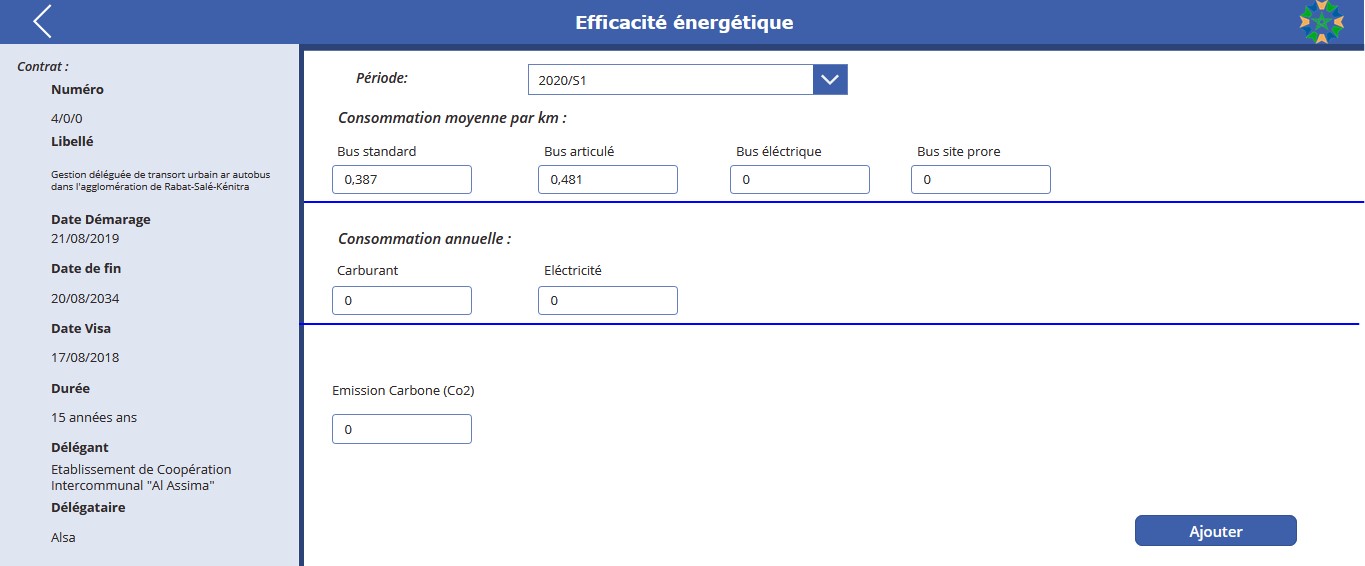 Efficacité énergétique
Contrat :
Numéro
4/0/0
Libellé
Gestion déléguée de transort urbain ar autobus
dans l'agglomération de Rabat-Salé-Kénitra
Date Démarage
21/08/2019
Date de fin
20/08/2034
Date Visa
17/08/2018
Durée
15 années ans
Délégant
Etablissement de Coopération
Intercommunal "Al Assima"
Délégataire
Alsa
Période:
2020/S1
Consommation moyenne par km :
Bus standard Bus articulé Bus éléctrique Bus site prore
0,387 0,481 0 0
Consommation annuelle :
Carburant Eléctricité
0 0
Emission Carbone (Co2)
0
Ajouter